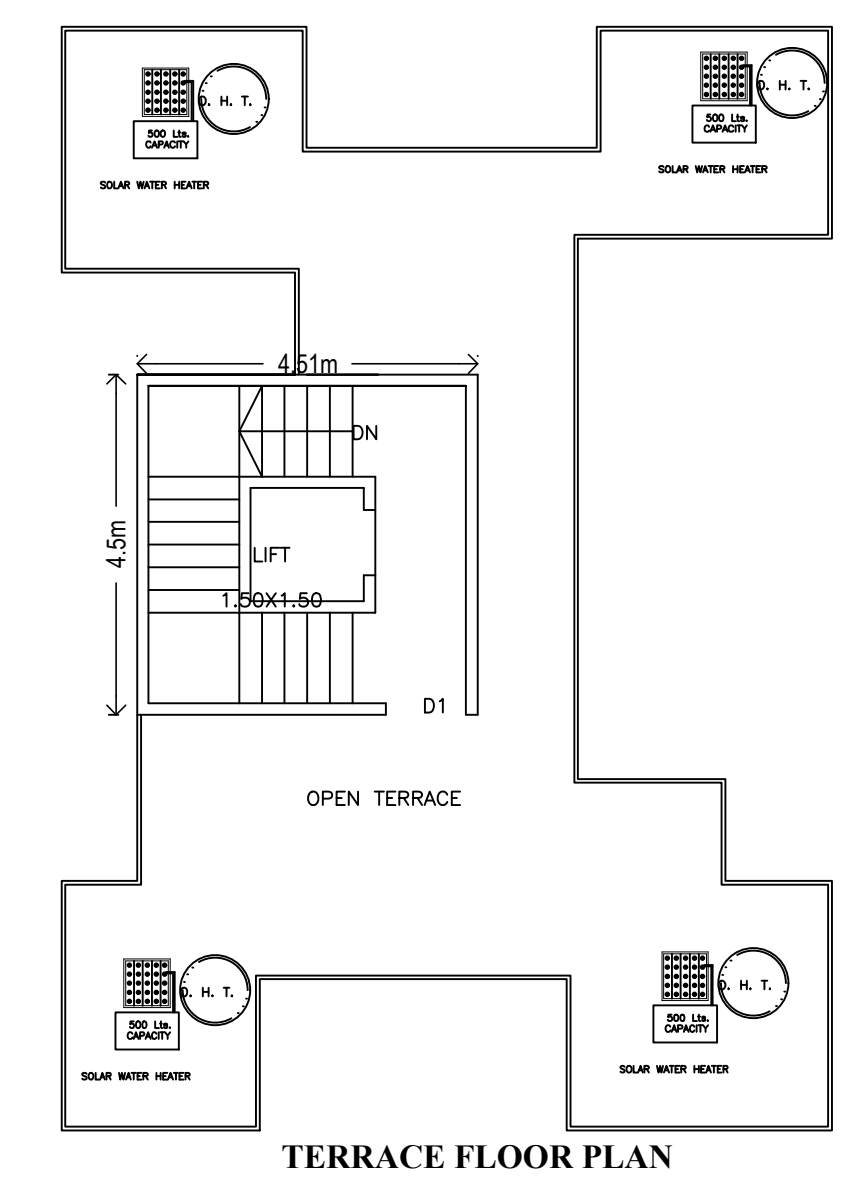 D. H. T.
500 Lts.
CAPACITY
SOLAR WATER HEATER
D. H. T.
500 Lts.
CAPACITY
SOLAR WATER HEATER
4.51m
DN
4.5m
LIFT
1.50X1.50
D1
OPEN TERRACE
D. H. T.
500 Lts.
CAPACITY
SOLAR WATER HEATER
D. H. T.
500 Lts.
CAPACITY
SOLAR WATER HEATER
TERRACE FLOOR PLAN